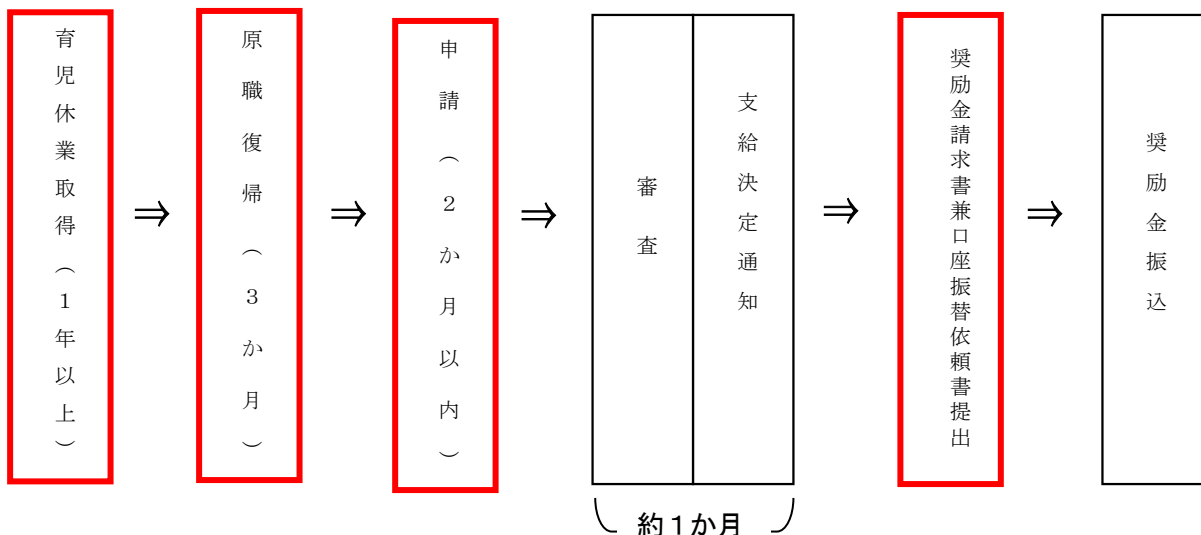 育児休業取得（１年以上）
⇒
原職復帰（３か月）
⇒
申請（２か月以内）
⇒
審査
支給決定通知
⇒
奨励金請求書兼口座振替依頼書提出
⇒
奨励金振込
約１か月